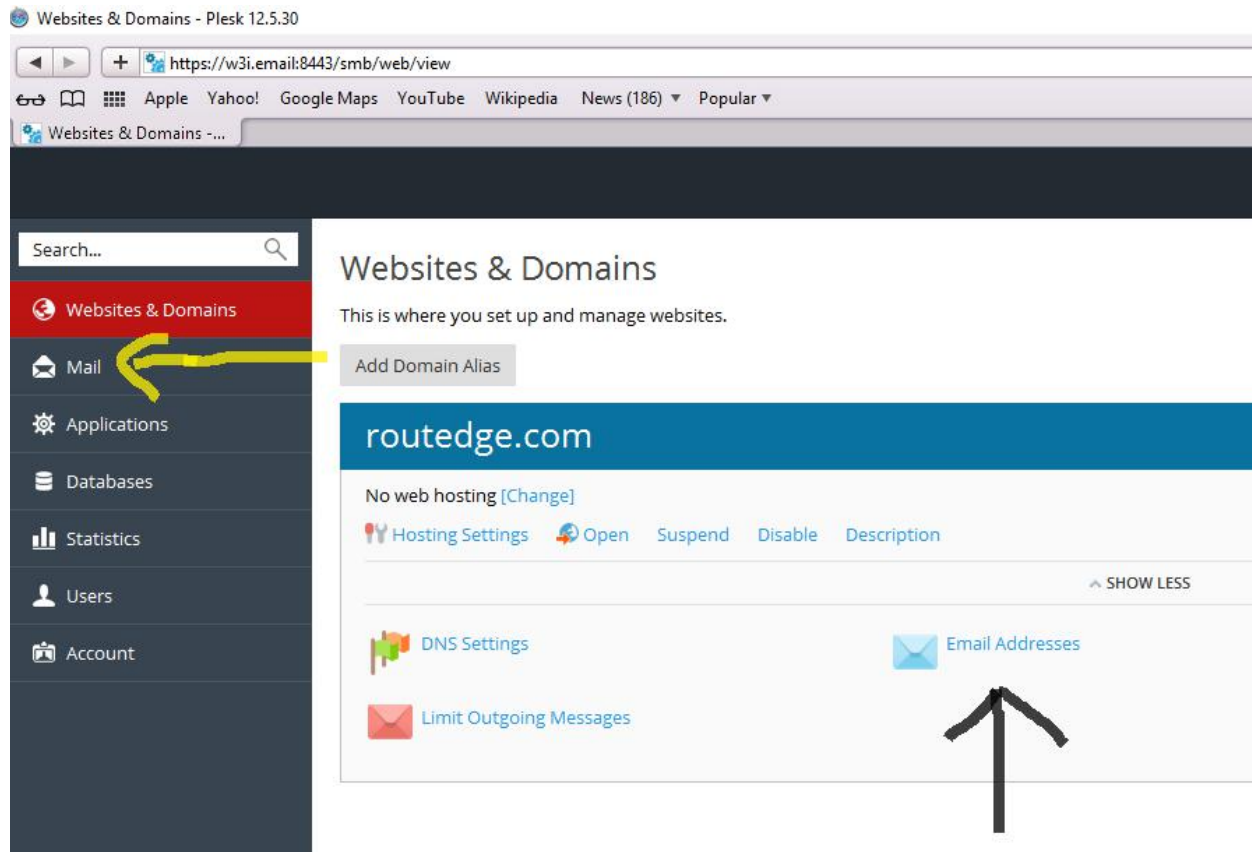 Websites & Domains - Plesk 12.5.30
https://w3i.email:8443/smb/web/view
Apple Yahoo! Google Maps YouTube Wikipedia News (186) ▼ Popular ▼
Websites & Domains -...
Search...
Websites & Domains
Mail
Applications
Databases
Statistics
Users
Account
Websites & Domains
This is where you set up and manage websites.
Add Domain Alias
routedge.com
No web hosting [Change]
Hosting Settings Open Suspend Disable Description
SHOW LESS
DNS Settings Email Addresses
Limit Outgoing Messages